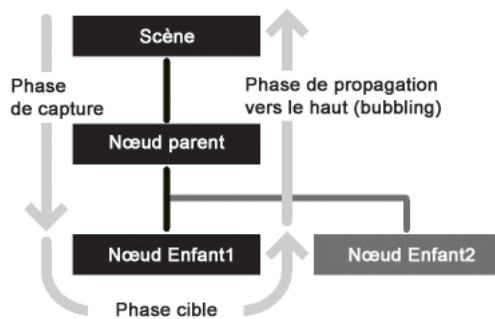 Scène
Phase
de capture
Phase de propagation
vers le haut (bubbling)
Nœud parent
Nœud Enfant1
Nœud Enfant2
Phase cible